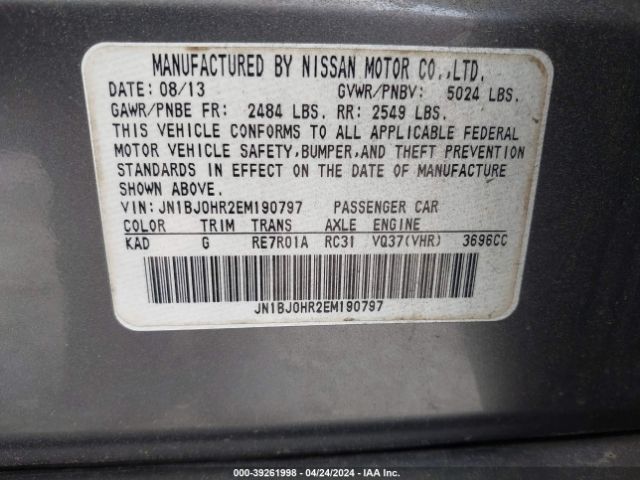 MANUFACTURED BY NISSAN MOTOR CO.,LTD.
DATE: 08/13 GVWR/PNBV: 5024 LBS.
GAWR/PNBE FR: 2484 LBS. RR: 2549 LBS.
THIS VEHICLE CONFORMS TO ALL APPLICABLE FEDERAL
MOTOR VEHICLE SAFETY,BUMPER,AND THEFT PREVENTION
STANDARDS IN EFFECT ON THE DATE OF MANUFACTURE
SHOWN ABOVE.
VIN: JN1BJ0HR2EM190797 PASSENGER CAR
COLOR TRIM TRANS AXLE ENGINE
KAD G RE7R01A RC31 VQ37(VHR) 3696CC
JN1BJ0HR2EM190797
000-39261998 - 04/24/2024 - IAA Inc.